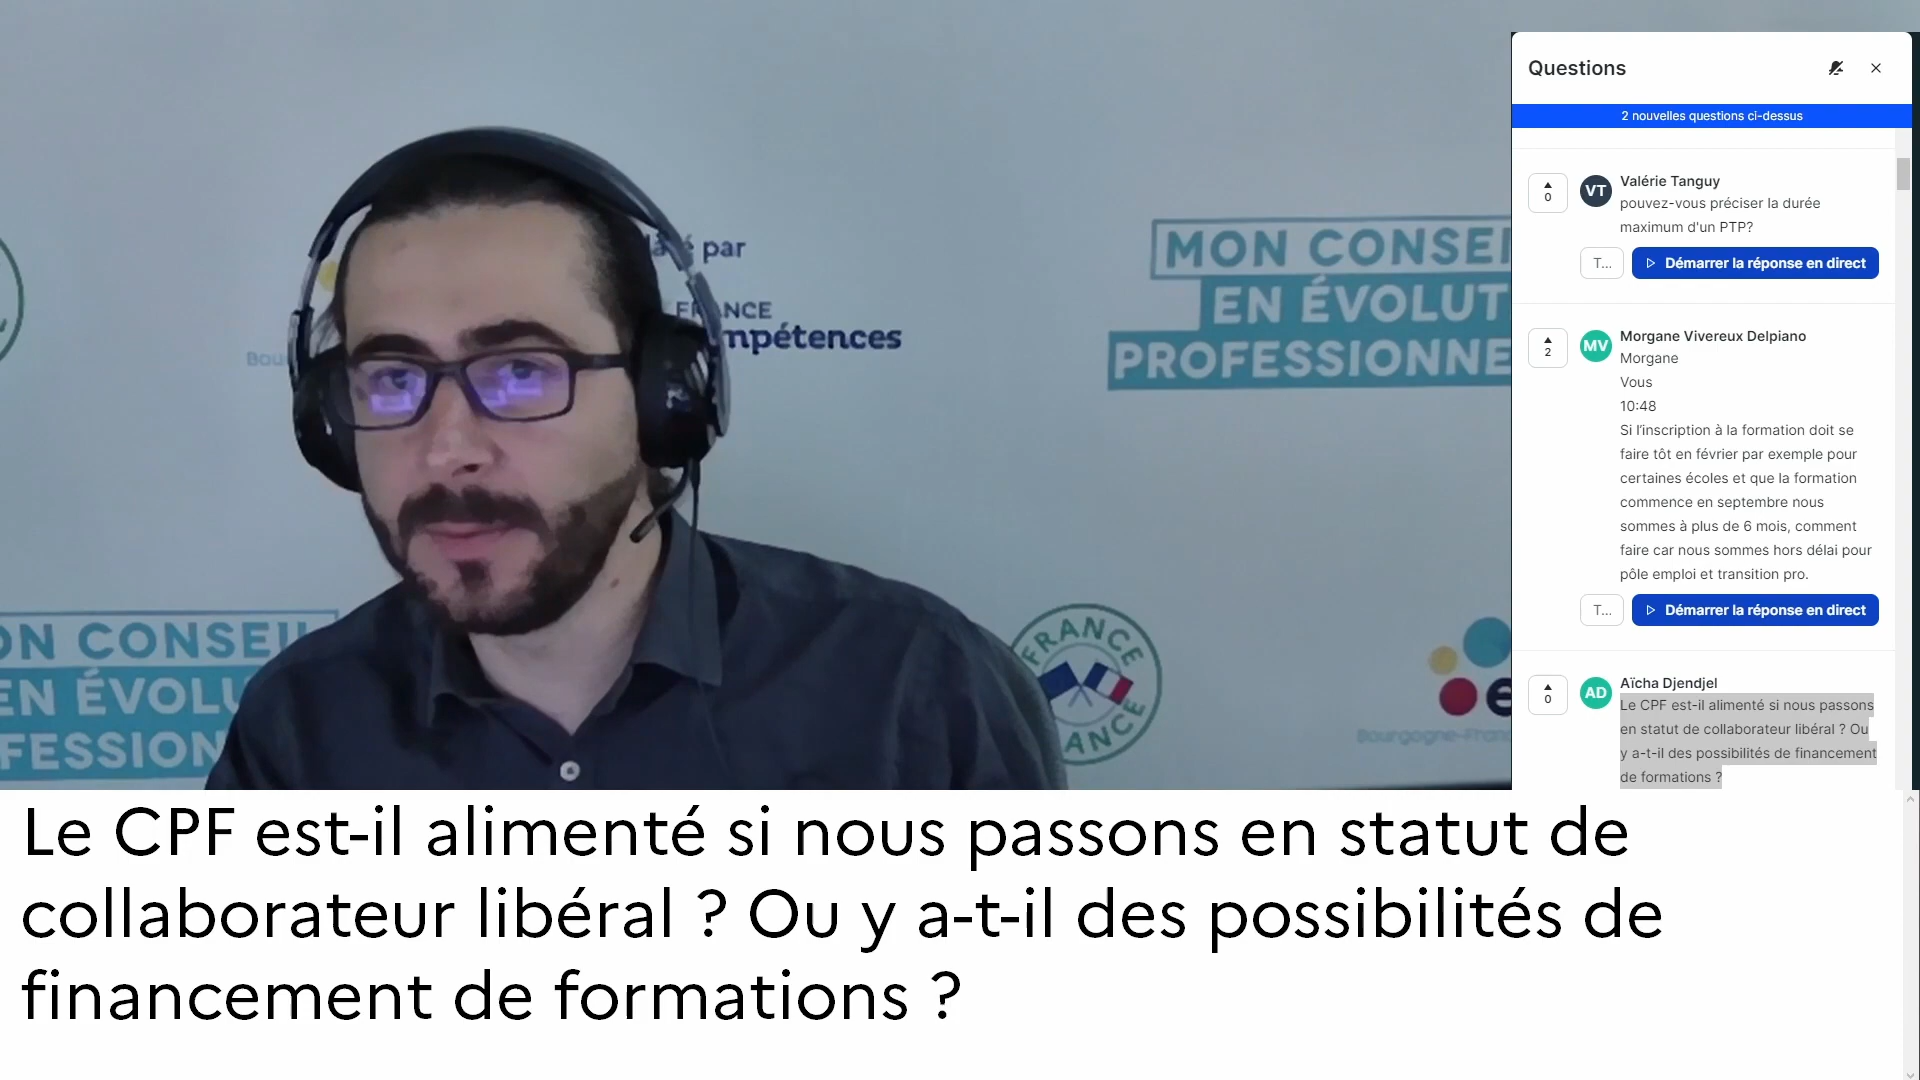 par
FRANCE
mpétences
MON CONSEI
EN ÉVOLUT
PROFESSIONNE
ON CONSEIL
EN ÉVOLU
FESSION
FRANCE
FRANCE
Bourgogne-Fran
Questions
2 nouvelles questions ci-dessus
0
VT
Valérie Tanguy
pouvez-vous préciser la durée
maximum d'un PTP?
T...
Démarrer la réponse en direct
2
MV
Morgane Vivereux Delpiano
Morgane
Vous
10:48
Si l'inscription à la formation doit se
faire tôt en février par exemple pour
certaines écoles et que la formation
commence en septembre nous
sommes à plus de 6 mois, comment
faire car nous sommes hors délai pour
pôle emploi et transition pro.
T...
Démarrer la réponse en direct
0
AD
Aïcha Djendjel
Le CPF est-il alimenté si nous passons
en statut de collaborateur libéral ? Ou
y a-t-il des possibilités de financement
de formations ?
Le CPF est-il alimenté si nous passons en statut de
collaborateur libéral ? Ou y a-t-il des possibilités de
financement de formations ?